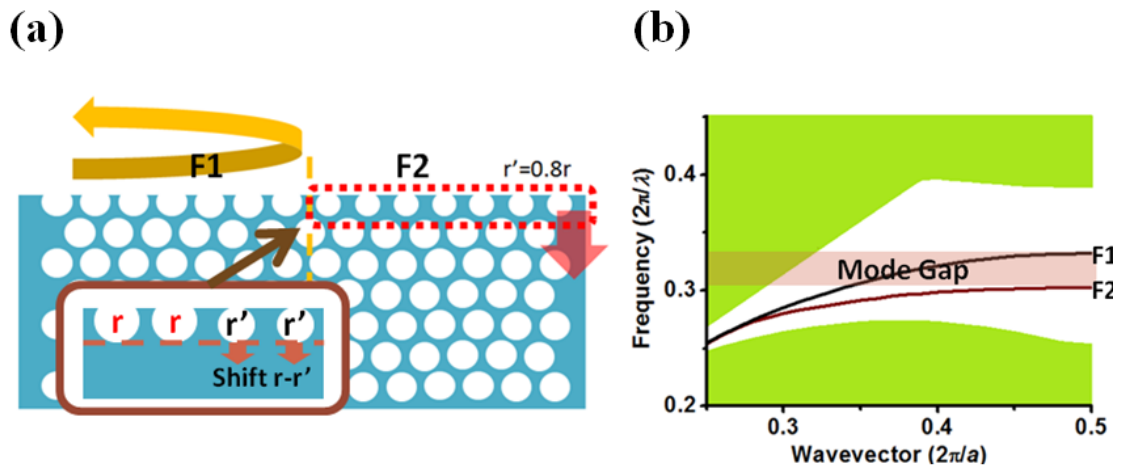 (a)
F1
F2
r'=0.8r
r
r
r'
r'
Shift r-r'
(b)
Frequency (2π/λ)
0.4
0.3
0.2
Mode Gap
F1
F2
0.3
0.4
0.5
Wavevector (2π/a)